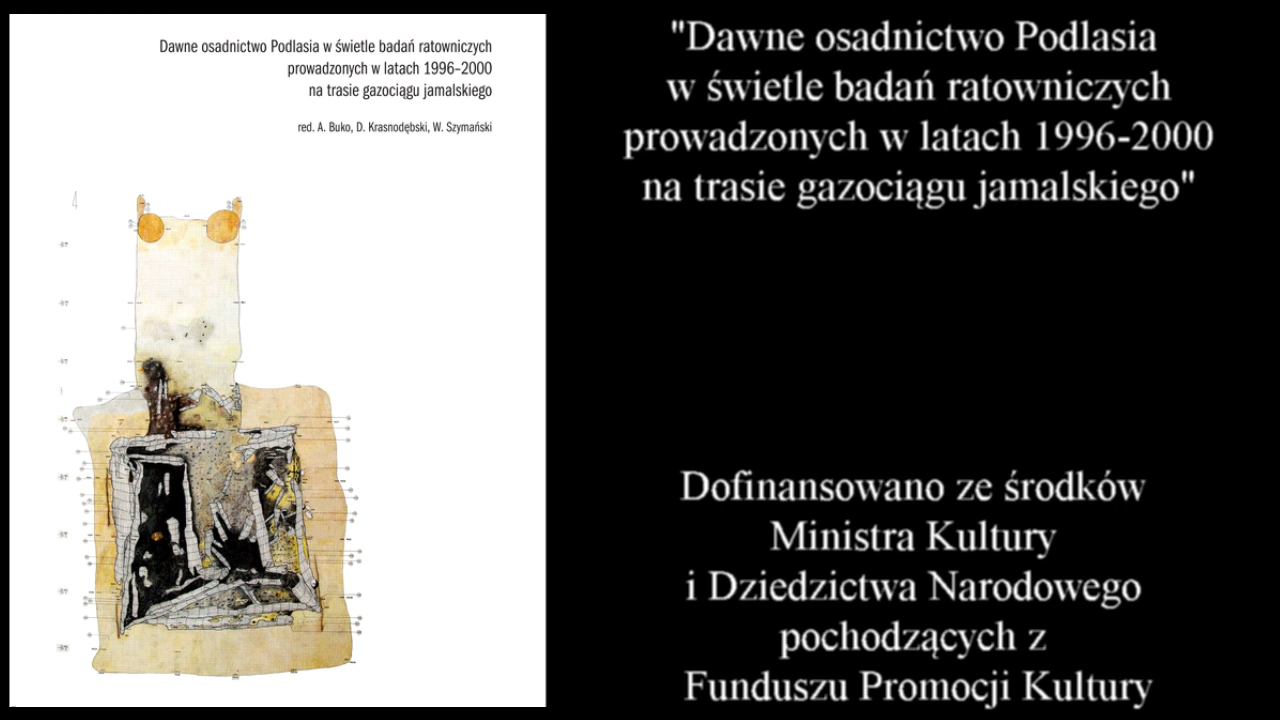 Dawne osadnictwo Podlasia w świetle badań ratowniczych
prowadzonych w latach 1996–2000
na trasie gazociągu jamalskiego
red. A. Buko, D. Krasnodębski, W. Szymański
"Dawne osadnictwo Podlasia
w świetle badań ratowniczych
prowadzonych w latach 1996-2000
na trasie gazociągu jamalskiego"
Dofinansowano ze środków
Ministra Kultury
i Dziedzictwa Narodowego
pochodzących z
Funduszu Promocji Kultury